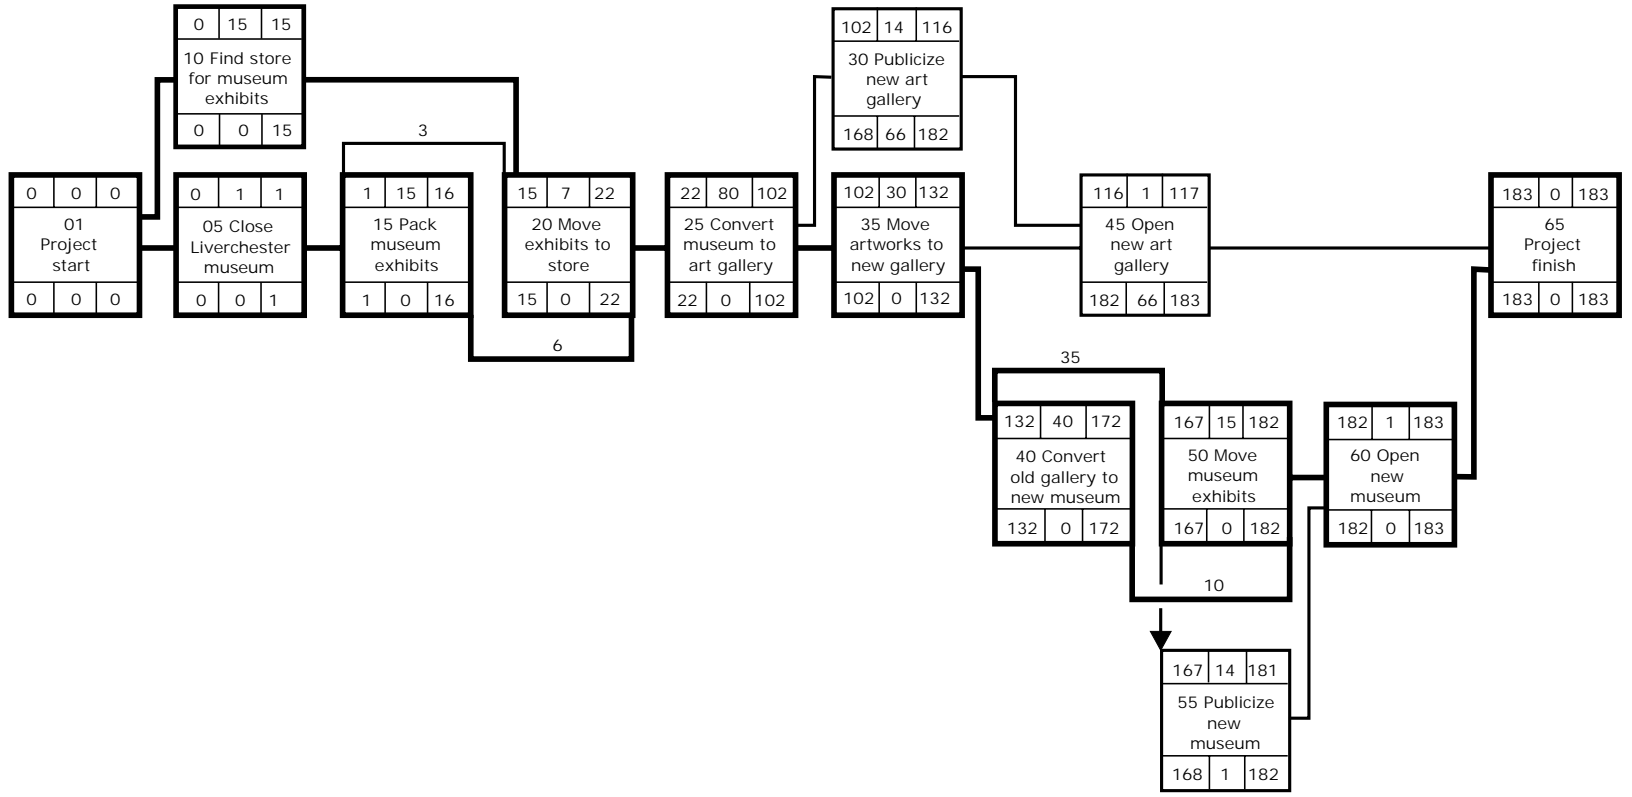 0 15 15
10 Find store
for museum
exhibits
0 0 15
102 14 116
30 Publicize
new art
gallery
168 66 182
3
0 0 0
01
Project
start
0 0 0
0 1 1
05 Close
Liverchester
museum
0 0 1
1 15 16
15 Pack
museum
exhibits
1 0 16
15 7 22
20 Move
exhibits to
store
15 0 22
6
22 80 102
25 Convert
museum to
art gallery
22 0 102
102 30 132
35 Move
artworks to
new gallery
102 0 132
116 1 117
45 Open
new art
gallery
182 66 183
183 0 183
65
Project
finish
183 0 183
35
132 40 172
40 Convert
old gallery to
new museum
132 0 172
167 15 182
50 Move
museum
exhibits
167 0 182
10
182 1 183
60 Open
new
museum
182 0 183
167 14 181
55 Publicize
new
museum
168 1 182